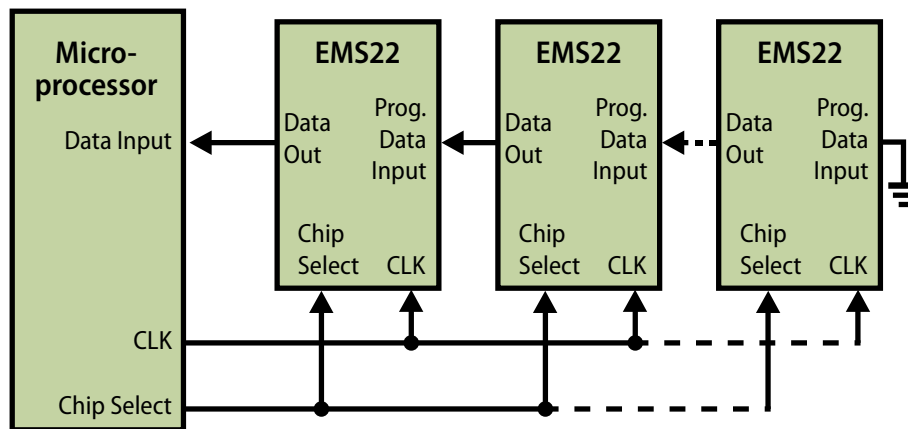 Micro-
processor
Data Input
CLK
Chip Select
EMS22
Data
Out
Prog.
Data
Input
Chip
Select
CLK
EMS22
Data
Out
Prog.
Data
Input
Chip
Select
CLK
EMS22
Data
Out
Prog.
Data
Input
Chip
Select
CLK